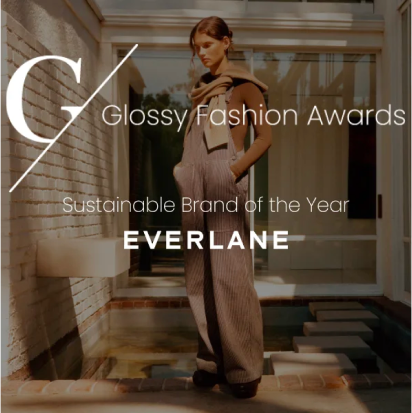 G/ Glossy Fashion Awards
Sustainable Brand of the Year
EVERLANE